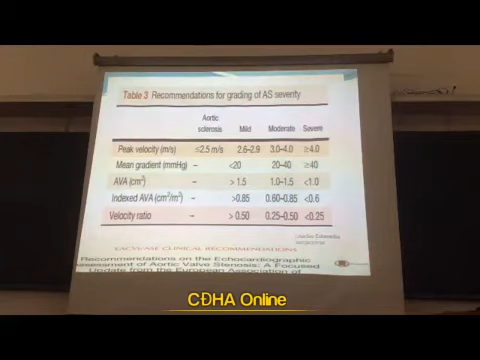 Table 3 Recommendations for grading of AS severity
Aortic
sclerosis Mild Moderate Severe
Peak velocity (m/s) ≤2.5 m/s 2.6–2.9 3.0–4.0 ≥4.0
Mean gradient (mmHg) – <20 20–40 ≥40
AVA (cm²) – > 1.5 1.0–1.5 <1.0
Indexed AVA (cm²/m²) – >0.85 0.60–0.85 <0.6
Velocity ratio – > 0.50 0.25–0.50 <0.25
EACVI/ASE CLINICAL RECOMMENDATIONS
Recommendations on the Echocardiographic
Assessment of Aortic Valve Stenosis: A Focused
Update from the European Association of
CĐHA Online